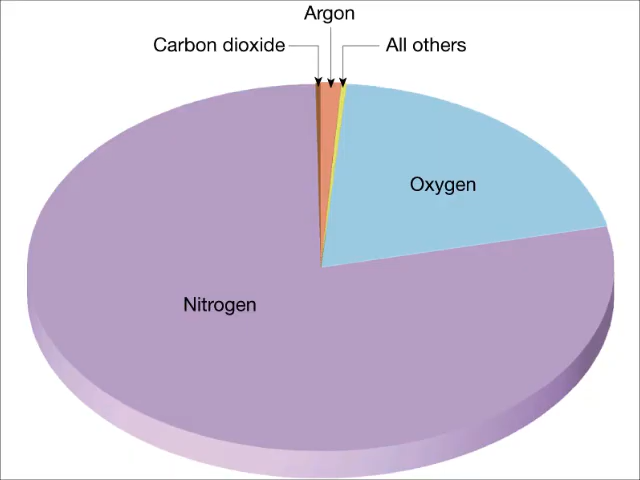 Argon
Carbon dioxide
All others
Oxygen
Nitrogen